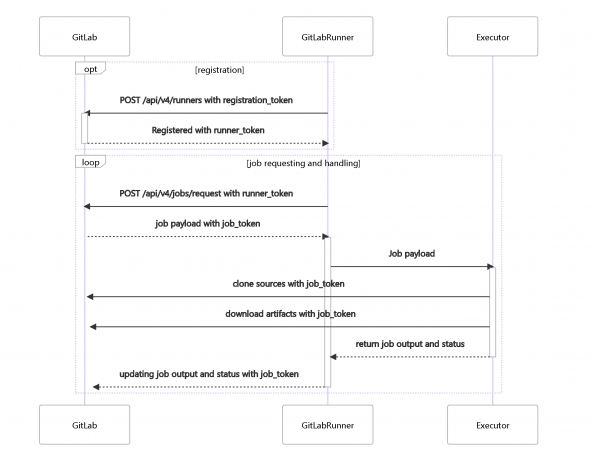 GitLab
GitLabRunner
Executor
opt
[registration]
POST /api/v4/runners with registration_token
Registered with runner_token
loop
[job requesting and handling]
POST /api/v4/jobs/request with runner_token
job payload with job_token
Job payload
clone sources with job_token
download artifacts with job_token
return job output and status
updating job output and status with job_token
GitLab
GitLabRunner
Executor